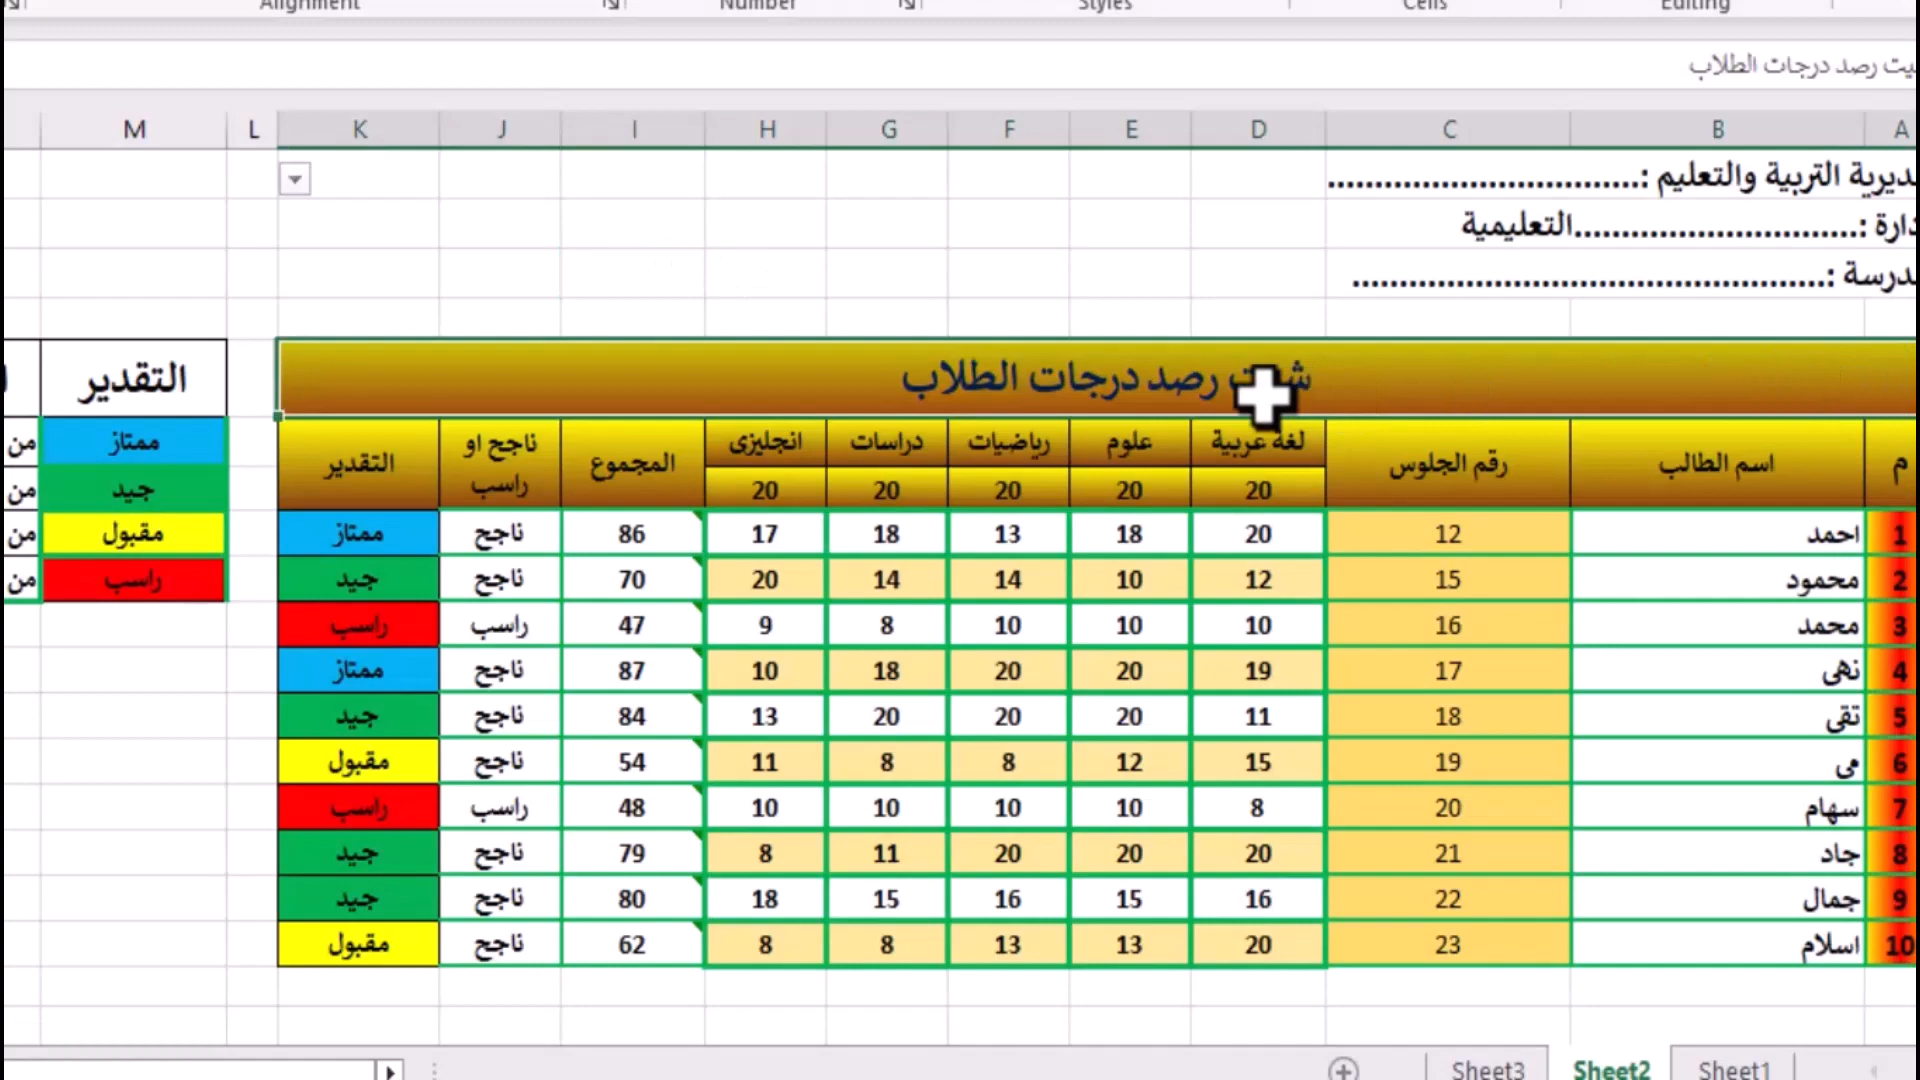 Alignment Number Styles Cells Editing
يت رصد درجات الطلاب
A B C D E F G H I J K L M
ديرية التربية والتعليم :.................................
دارة :..............................التعليمية
درسة :..................................................
رصد درجات الطلاب
التقدير
م اسم الطالب رقم الجلوس لغة عربية علوم رياضيات دراسات انجليزى المجموع ناجح او راسب التقدير
20 20 20 20 20
1 احمد 12 20 18 13 18 17 86 ناجح ممتاز
2 محمود 15 12 10 14 14 20 70 ناجح جيد
3 محمد 16 10 10 10 8 9 47 راسب راسب
4 نهى 17 19 20 20 18 10 87 ناجح ممتاز
5 تقى 18 11 20 20 20 13 84 ناجح جيد
6 مى 19 15 12 8 8 11 54 ناجح مقبول
7 سهام 20 8 10 10 10 10 48 راسب راسب
8 جاد 21 20 20 20 11 8 79 ناجح جيد
9 جمال 22 16 15 16 15 18 80 ناجح جيد
10 اسلام 23 20 13 13 8 8 62 ناجح مقبول
ممتاز من
جيد من
مقبول من
راسب من
Sheet1 Sheet2 Sheet3